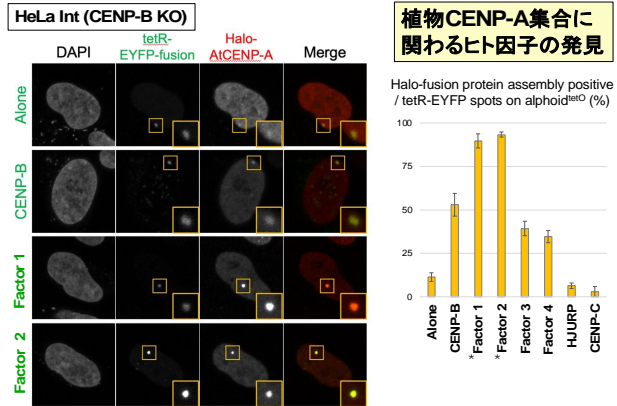 HeLa Int (CENP-B KO)
植物CENP-A集合に
関わるヒト因子の発見
DAPI
tetR-
EYFP-fusion
Halo-
AtCENP-A
Merge
Alone
CENP-B
Factor 1
Factor 2
Halo-fusion protein assembly positive
/ tetR-EYFP spots on alphoidtetO (%)
100
75
50
25
0
Alone
CENP-B
*Factor 1
*Factor 2
Factor 3
Factor 4
HJURP
CENP-C